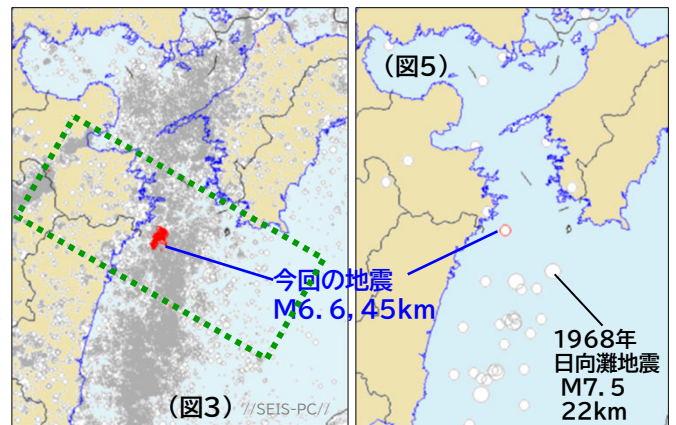 (図5)
今回の地震
M6.6,45km
1968年
日向灘地震
M7.5
22km
(図3)
//SEIS-PC//